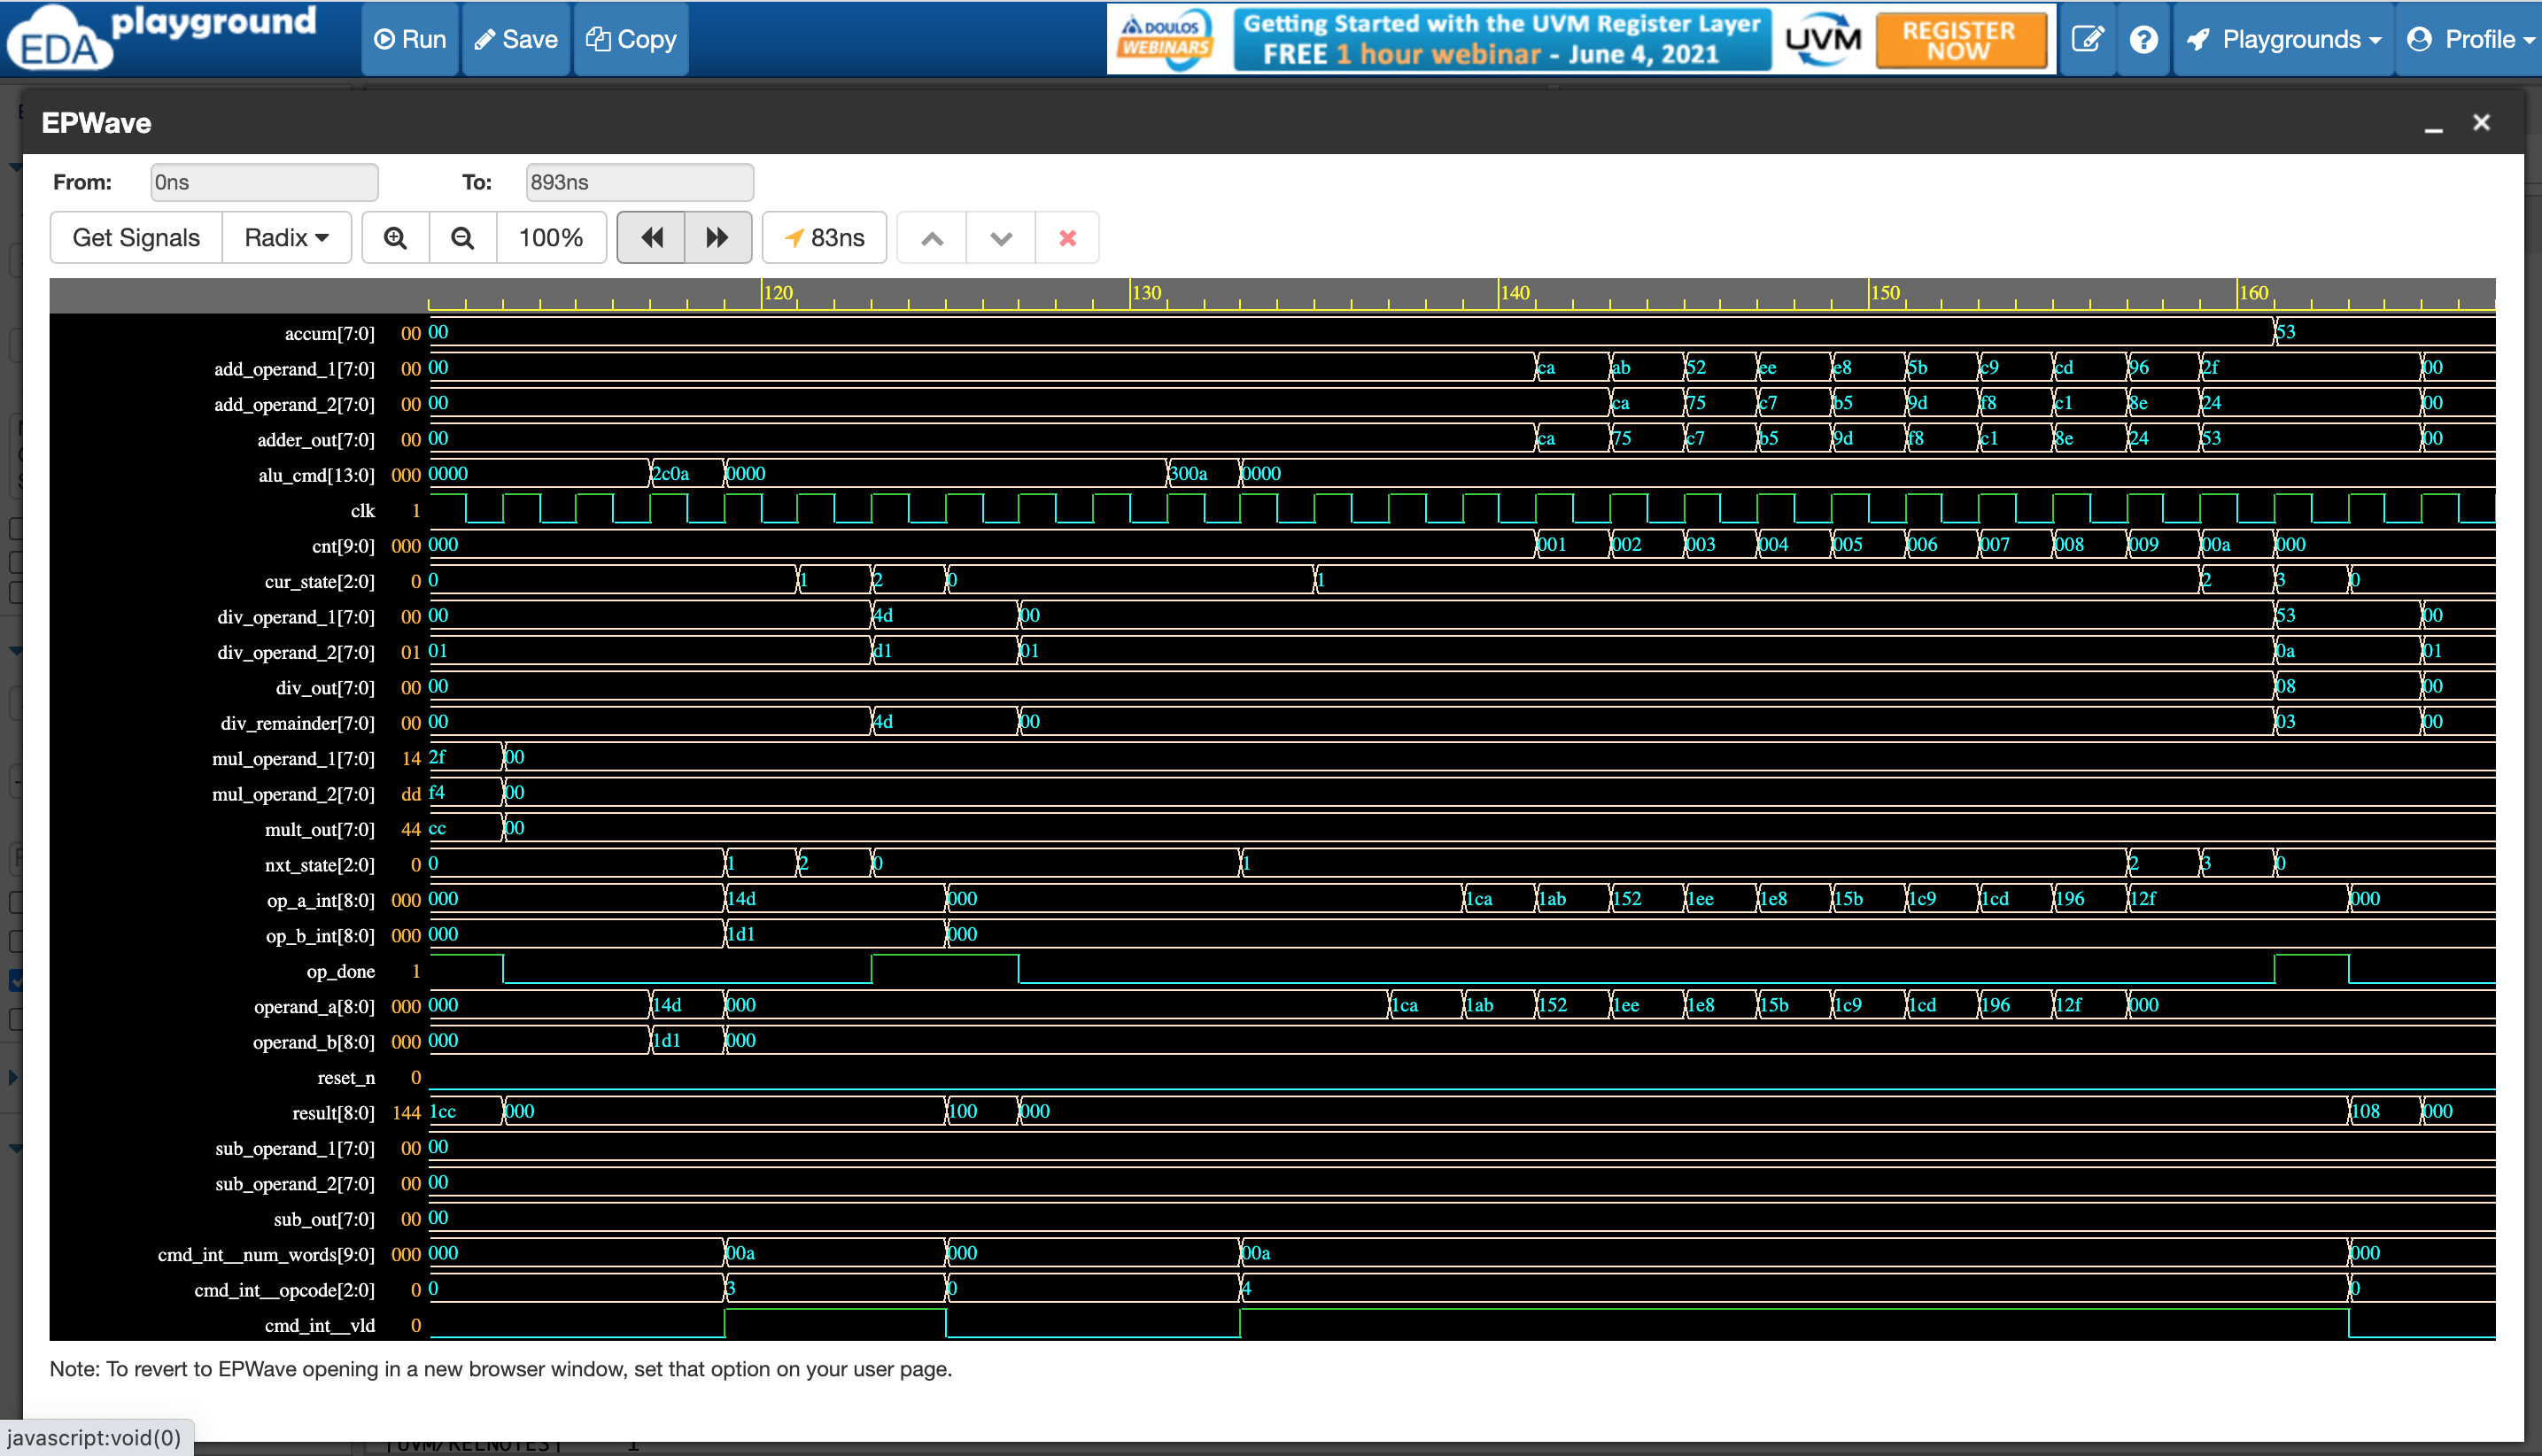 EDA playground
Run Save Copy
DOULOS WEBINARS
Getting Started with the UVM Register Layer
FREE 1 hour webinar - June 4, 2021
UVM
REGISTER NOW
Playgrounds Profile
EPWave
From: 0ns To: 893ns
Get Signals Radix 100% 83ns
120 130 140 150 160
accum[7:0] 00 00 53
add_operand_1[7:0] 00 00 ca ab 52 ee e8 5b c9 cd 96 2f 00
add_operand_2[7:0] 00 00 ca 75 c7 b5 9d f8 c1 8e 24 00
adder_out[7:0] 00 00 ca 75 c7 b5 9d f8 c1 8e 24 53 00
alu_cmd[13:0] 000 0000 2c0a 0000 300a 0000
clk 1
cnt[9:0] 000 000 001 002 003 004 005 006 007 008 009 00a 000
cur_state[2:0] 0 0 1 2 0 1 2 3 0
div_operand_1[7:0] 00 00 4d 00 53 00
div_operand_2[7:0] 01 01 d1 01 0a 01
div_out[7:0] 00 00 08 00
div_remainder[7:0] 00 00 4d 00 03 00
mul_operand_1[7:0] 14 2f 00
mul_operand_2[7:0] dd f4 00
mult_out[7:0] 44 cc 00
nxt_state[2:0] 0 0 1 2 0 1 2 3 0
op_a_int[8:0] 000 000 14d 000 1ca 1ab 152 1ee 1e8 15b 1c9 1cd 196 12f 000
op_b_int[8:0] 000 000 1d1 000
op_done 1
operand_a[8:0] 000 000 14d 000 1ca 1ab 152 1ee 1e8 15b 1c9 1cd 196 12f 000
operand_b[8:0] 000 000 1d1 000
reset_n 0
result[8:0] 144 1cc 000 100 000 108 000
sub_operand_1[7:0] 00 00
sub_operand_2[7:0] 00 00
sub_out[7:0] 00 00
cmd_int__num_words[9:0] 000 000 00a 000 00a 000
cmd_int__opcode[2:0] 0 0 3 0 4 0
cmd_int__vld 0
Note: To revert to EPWave opening in a new browser window, set that option on your user page.
javascript:void(0)